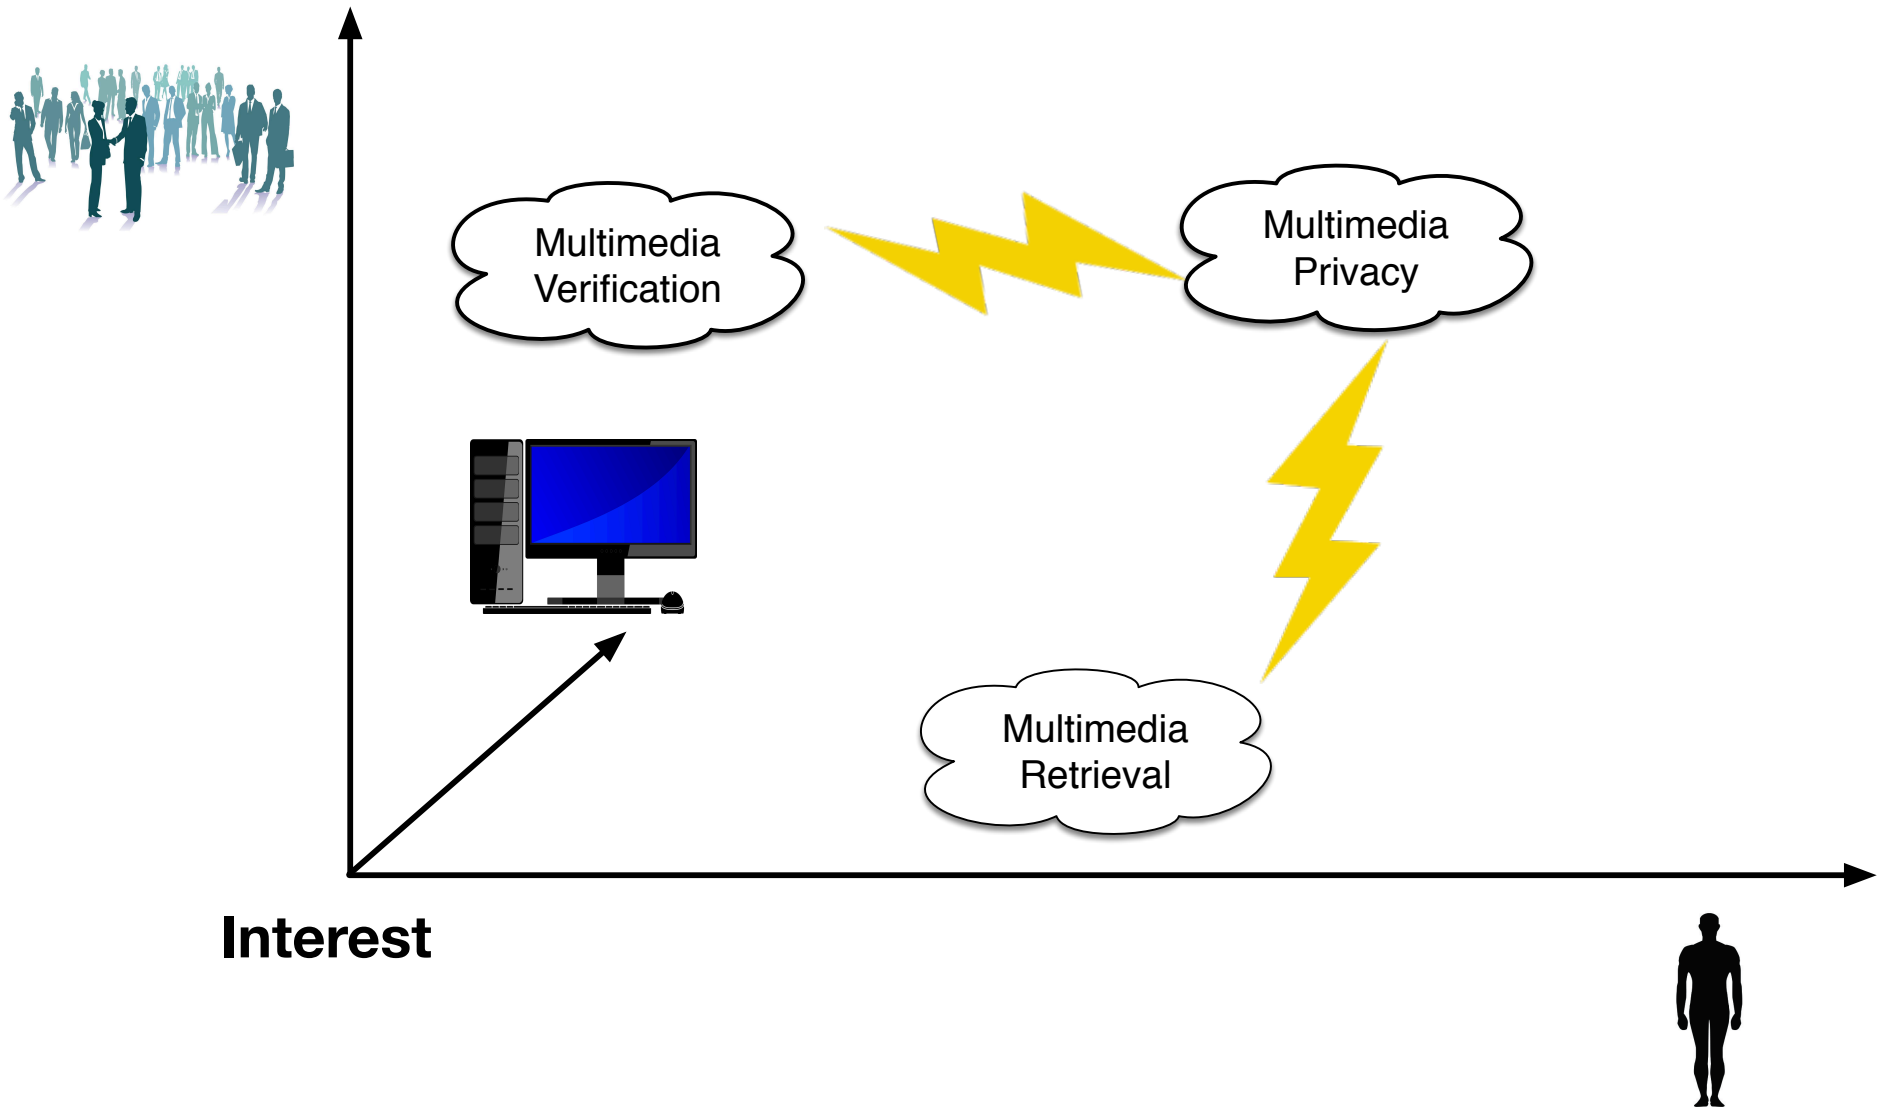 Multimedia
Verification
Multimedia
Privacy
Multimedia
Retrieval
Interest